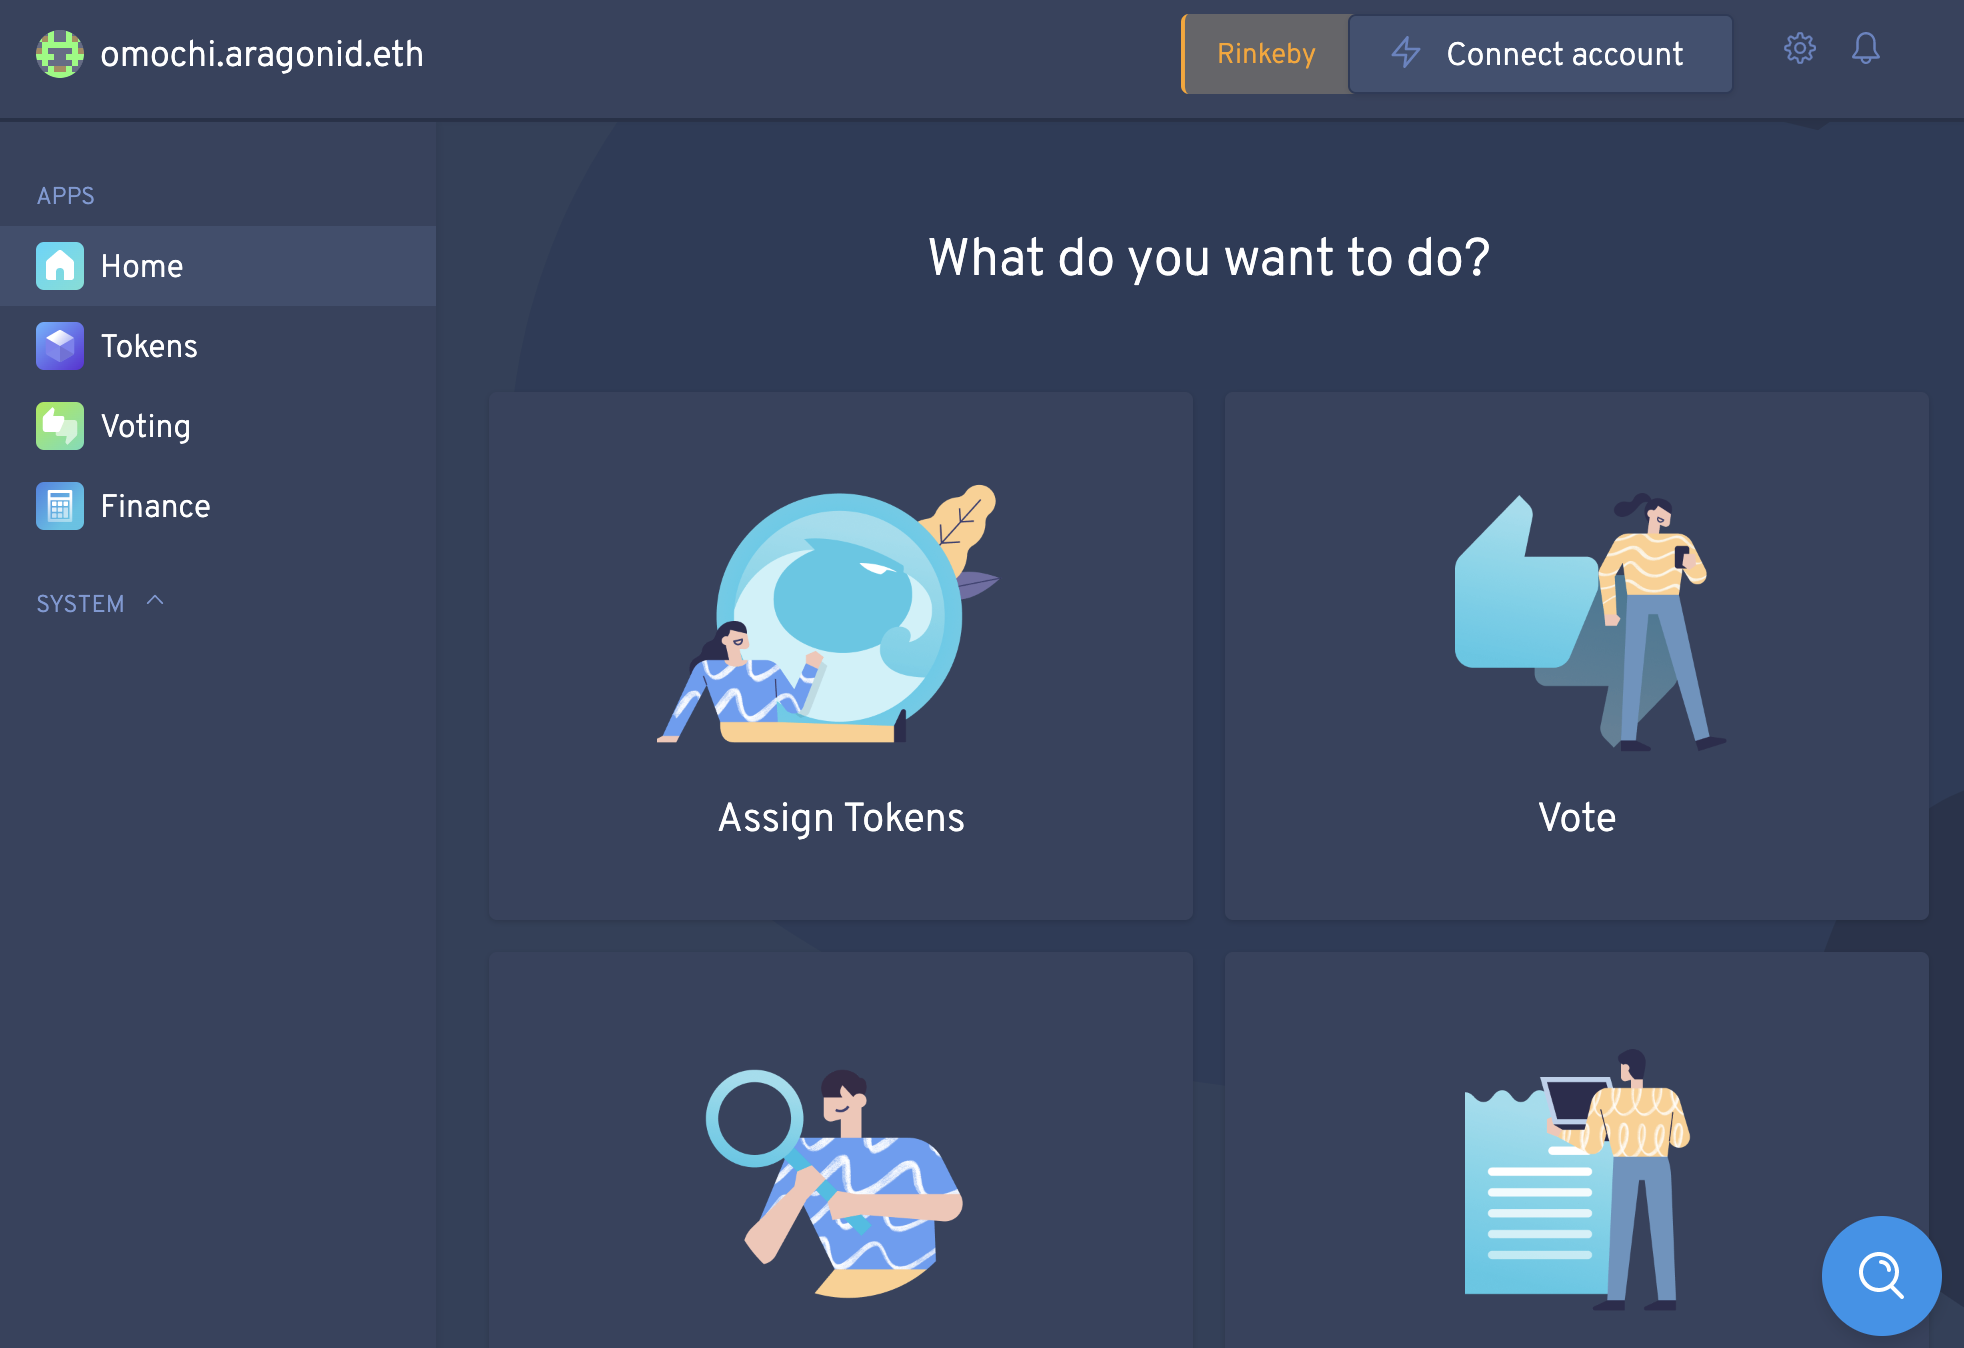 omochi.aragonid.eth
Rinkeby
Connect account
APPS
Home
Tokens
Voting
Finance
SYSTEM
What do you want to do?
Assign Tokens
Vote